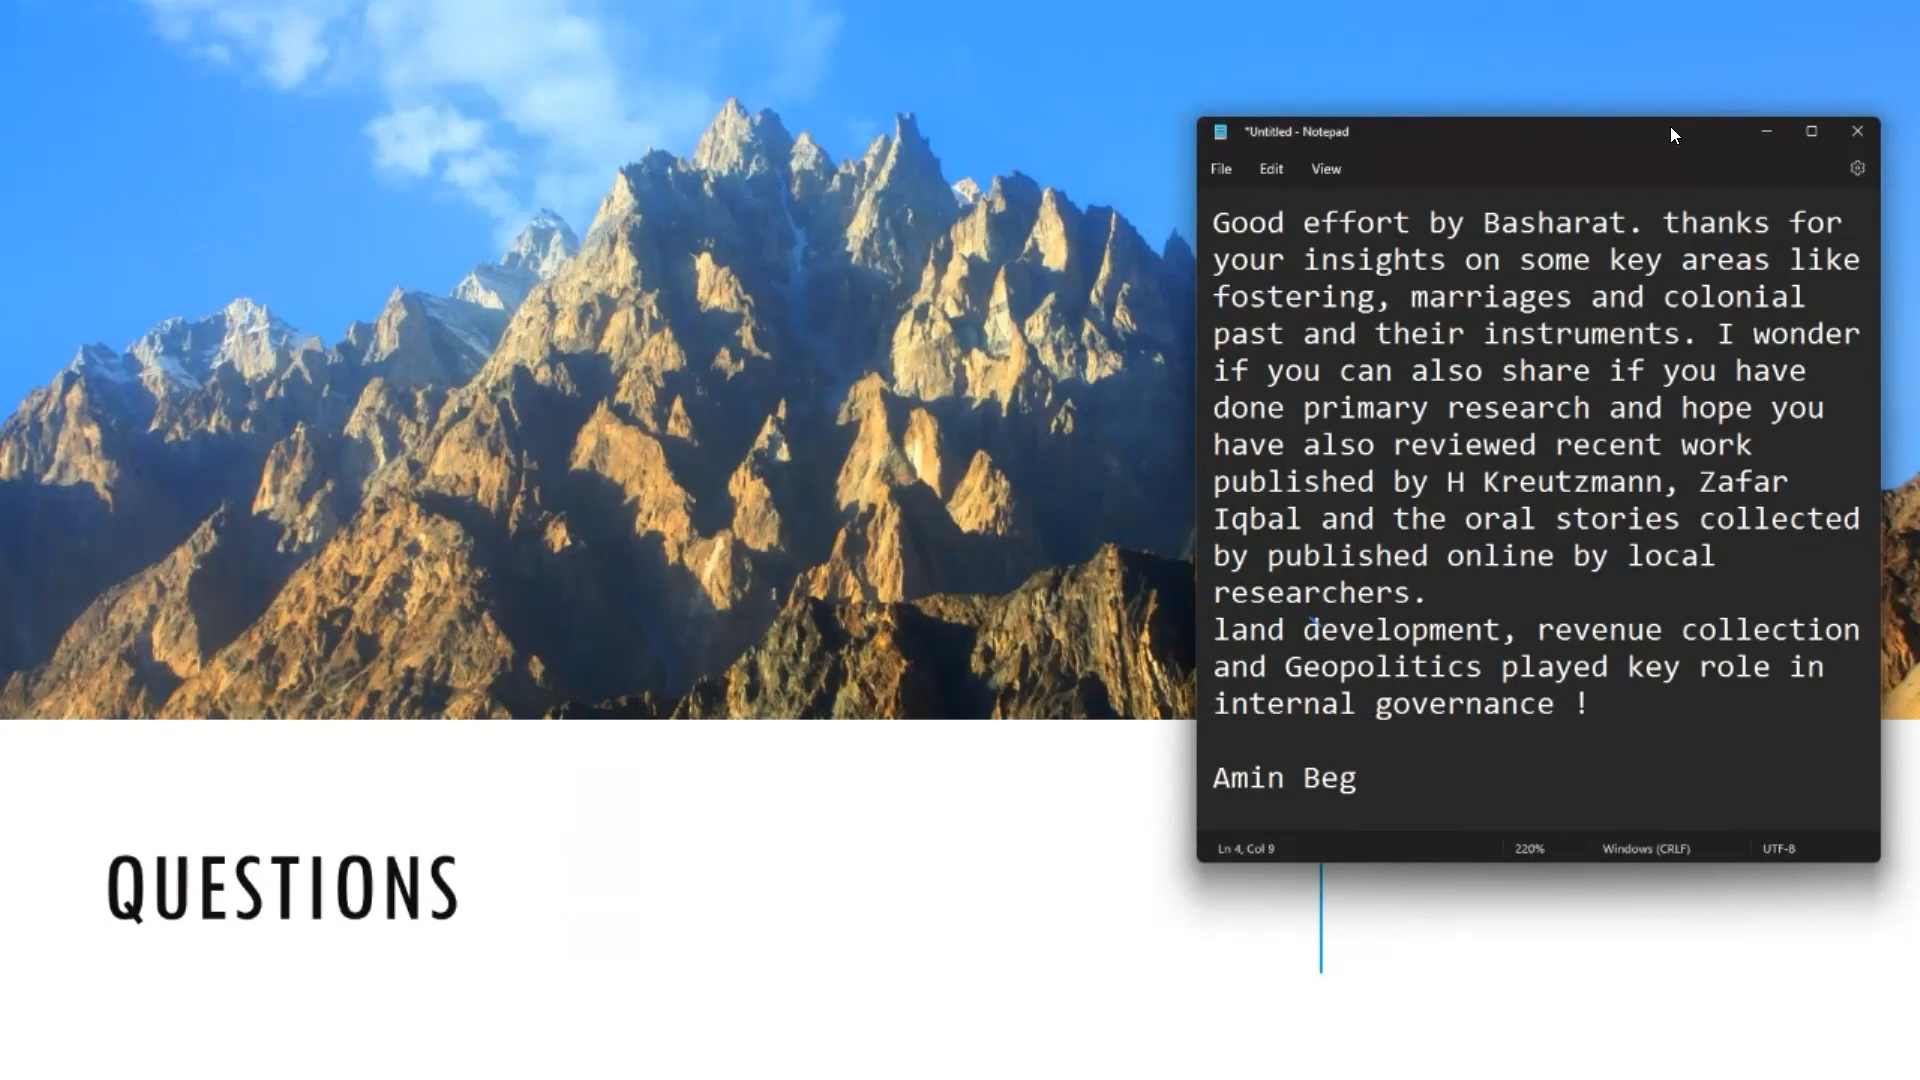 *Untitled - Notepad
File Edit View
Good effort by Basharat. thanks for
your insights on some key areas like
fostering, marriages and colonial
past and their instruments. I wonder
if you can also share if you have
done primary research and hope you
have also reviewed recent work
published by H Kreutzmann, Zafar
Iqbal and the oral stories collected
by published online by local
researchers.
land development, revenue collection
and Geopolitics played key role in
internal governance !
Amin Beg
Ln 4, Col 9 220% Windows (CRLF) UTF-8
QUESTIONS